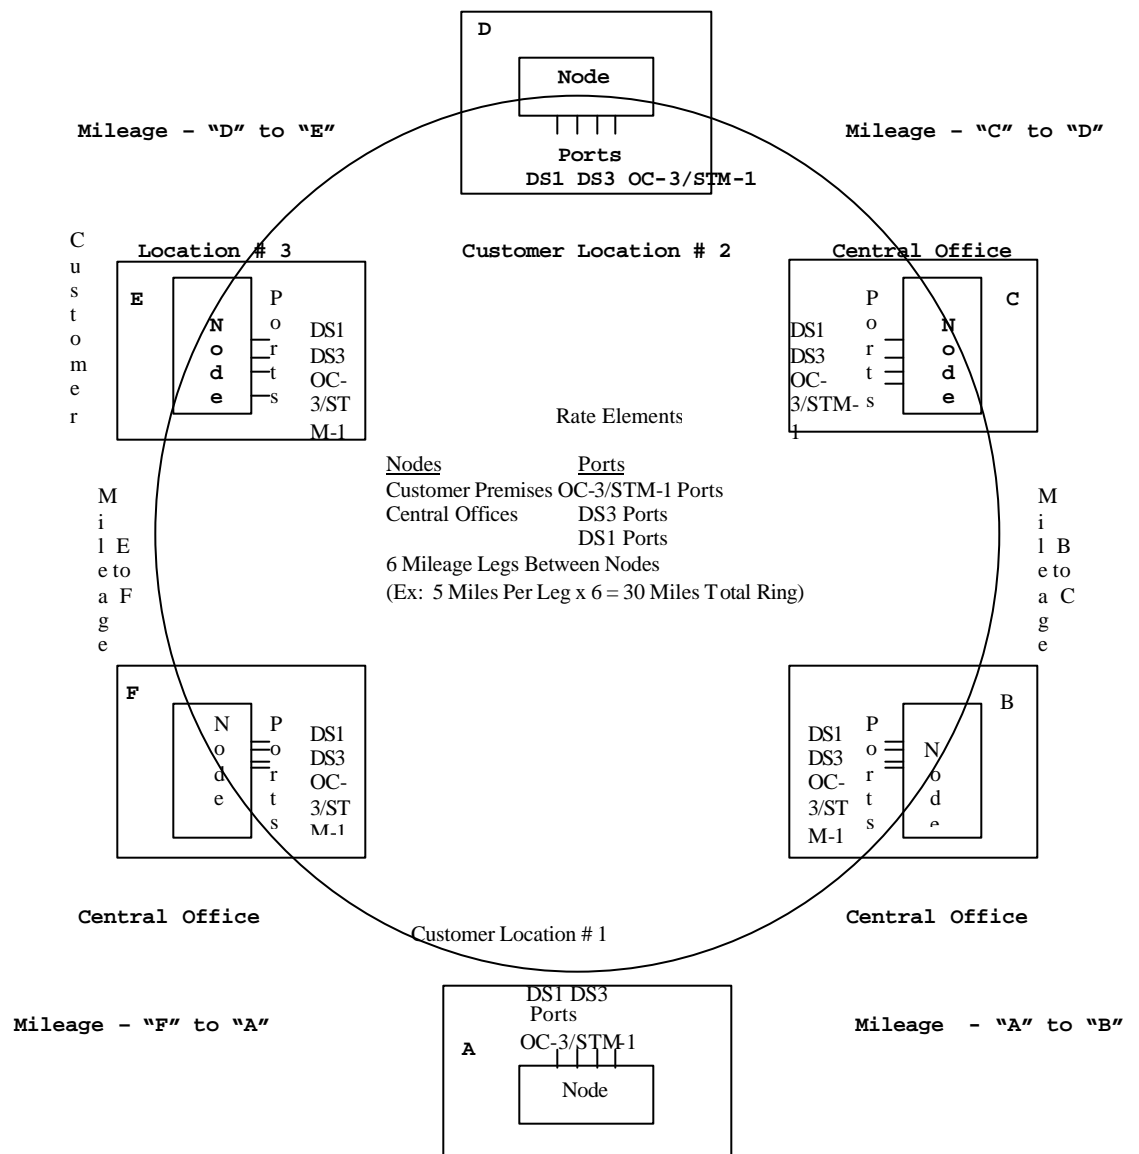 D
Node
Mileage – “D” to “E”
Mileage – “C” to “D”
Ports
DS1 DS3 OC-3/STM-1
Customer
Location # 3
Customer Location # 2
Central Office
E
Node
Ports
DS1
DS3
OC-
3/ST
M-1
DS1
DS3
OC-
3/STM-
1
Ports
Node
C
Rate Elements
Nodes Ports
Customer Premises OC-3/STM-1 Ports
Central Offices DS3 Ports
DS1 Ports
6 Mileage Legs Between Nodes
(Ex: 5 Miles Per Leg x 6 = 30 Miles Total Ring)
Mileage
E
to
F
Mileage
B
to
C
F
Node
Ports
DS1
DS3
OC-
3/ST
M-1
DS1
DS3
OC-
3/ST
M-1
Ports
Node
B
Central Office
Central Office
Customer Location # 1
DS1 DS3
Ports
OC-3/STM-1
Mileage – “F” to “A”
Mileage - “A” to “B”
A
Node